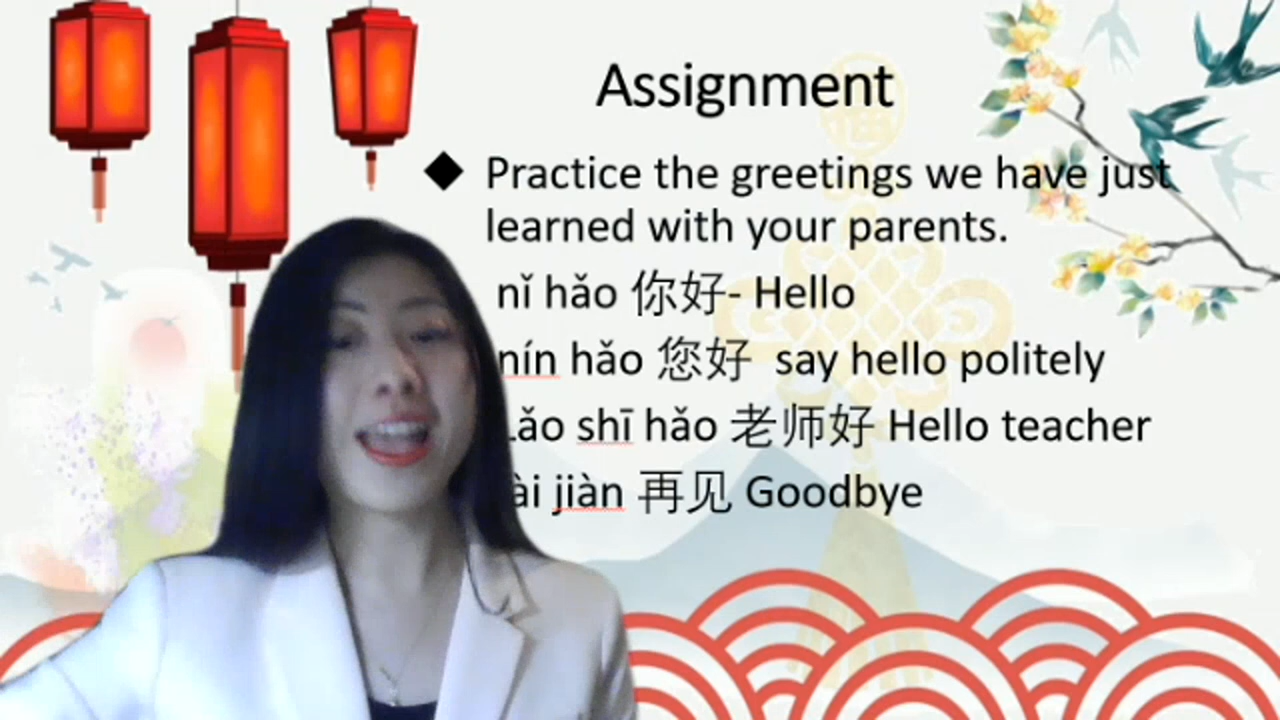 Assignment
Practice the greetings we have just
learned with your parents.
nǐ hǎo 你好- Hello
nín hǎo 您好 say hello politely
Lǎo shī hǎo 老师好 Hello teacher
jiàn 再见 Goodbye